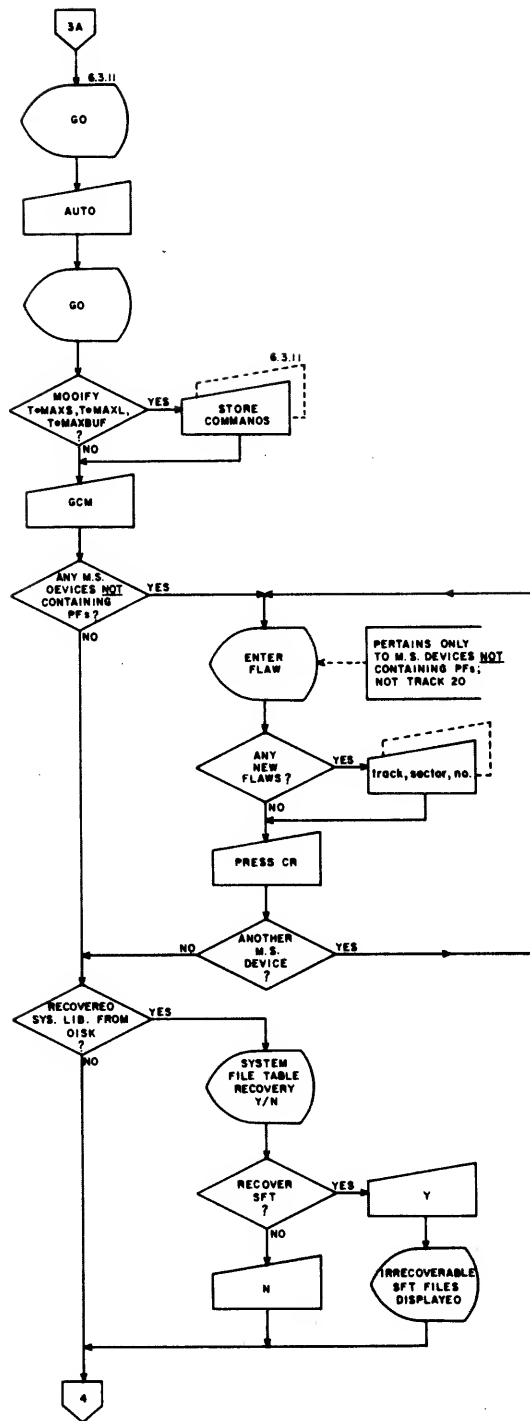 3A
6.3.11
GO
AUTO
GO
MOOIFY
T•MAXS,T•MAXL,
T•MAXBUF
?
YES
NO
6.3.11
STORE
COMMANOS
GCM
ANY M.S.
OEVICES NOT
CONTAINING
PFs?
YES
NO
ENTER
FLAW
PERTAINS ONLY
TO M.S. DEVICES NOT
CONTAINING PFs;
NOT TRACK 20
ANY
NEW
FLAWS?
YES
NO
track, sector, no.
PRESS CR
ANOTHER
M.S.
DEVICE
?
NO
YES
RECOVEREO
SYS. LIB. FROM
OISK
?
YES
NO
SYSTEM
FILE TABLE
RECOVERY
Y/N
RECOVER
SFT
?
YES
NO
Y
N
IRRECOVERABLE
SFT FILES
DISPLAYEO
4